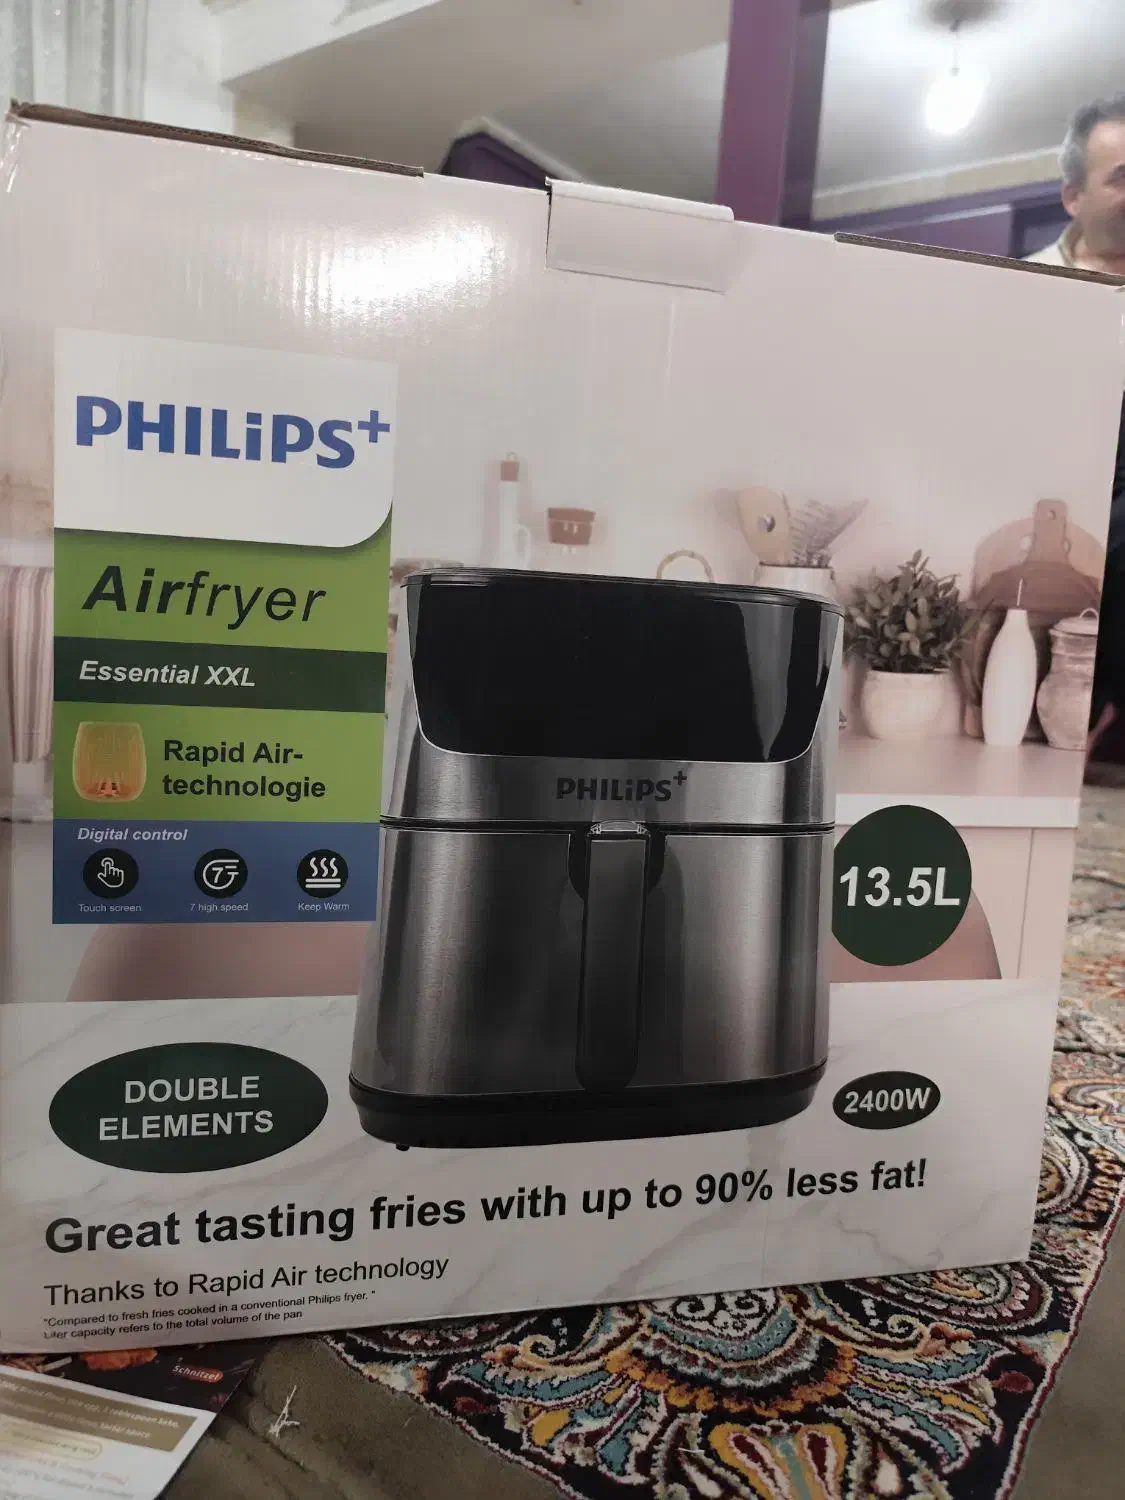 PHILiPS+
Airfryer
Essential XXL
Rapid Air-
technologie
Digital control
Touch screen
7 high speed
Keep Warm
PHILiPS+
13.5L
DOUBLE
ELEMENTS
2400W
Great tasting fries with up to 90% less fat!
Thanks to Rapid Air technology
"Compared to fresh fries cooked in a conventional Philips fryer. "
Liter capacity refers to the total volume of the pan
Schnitzel